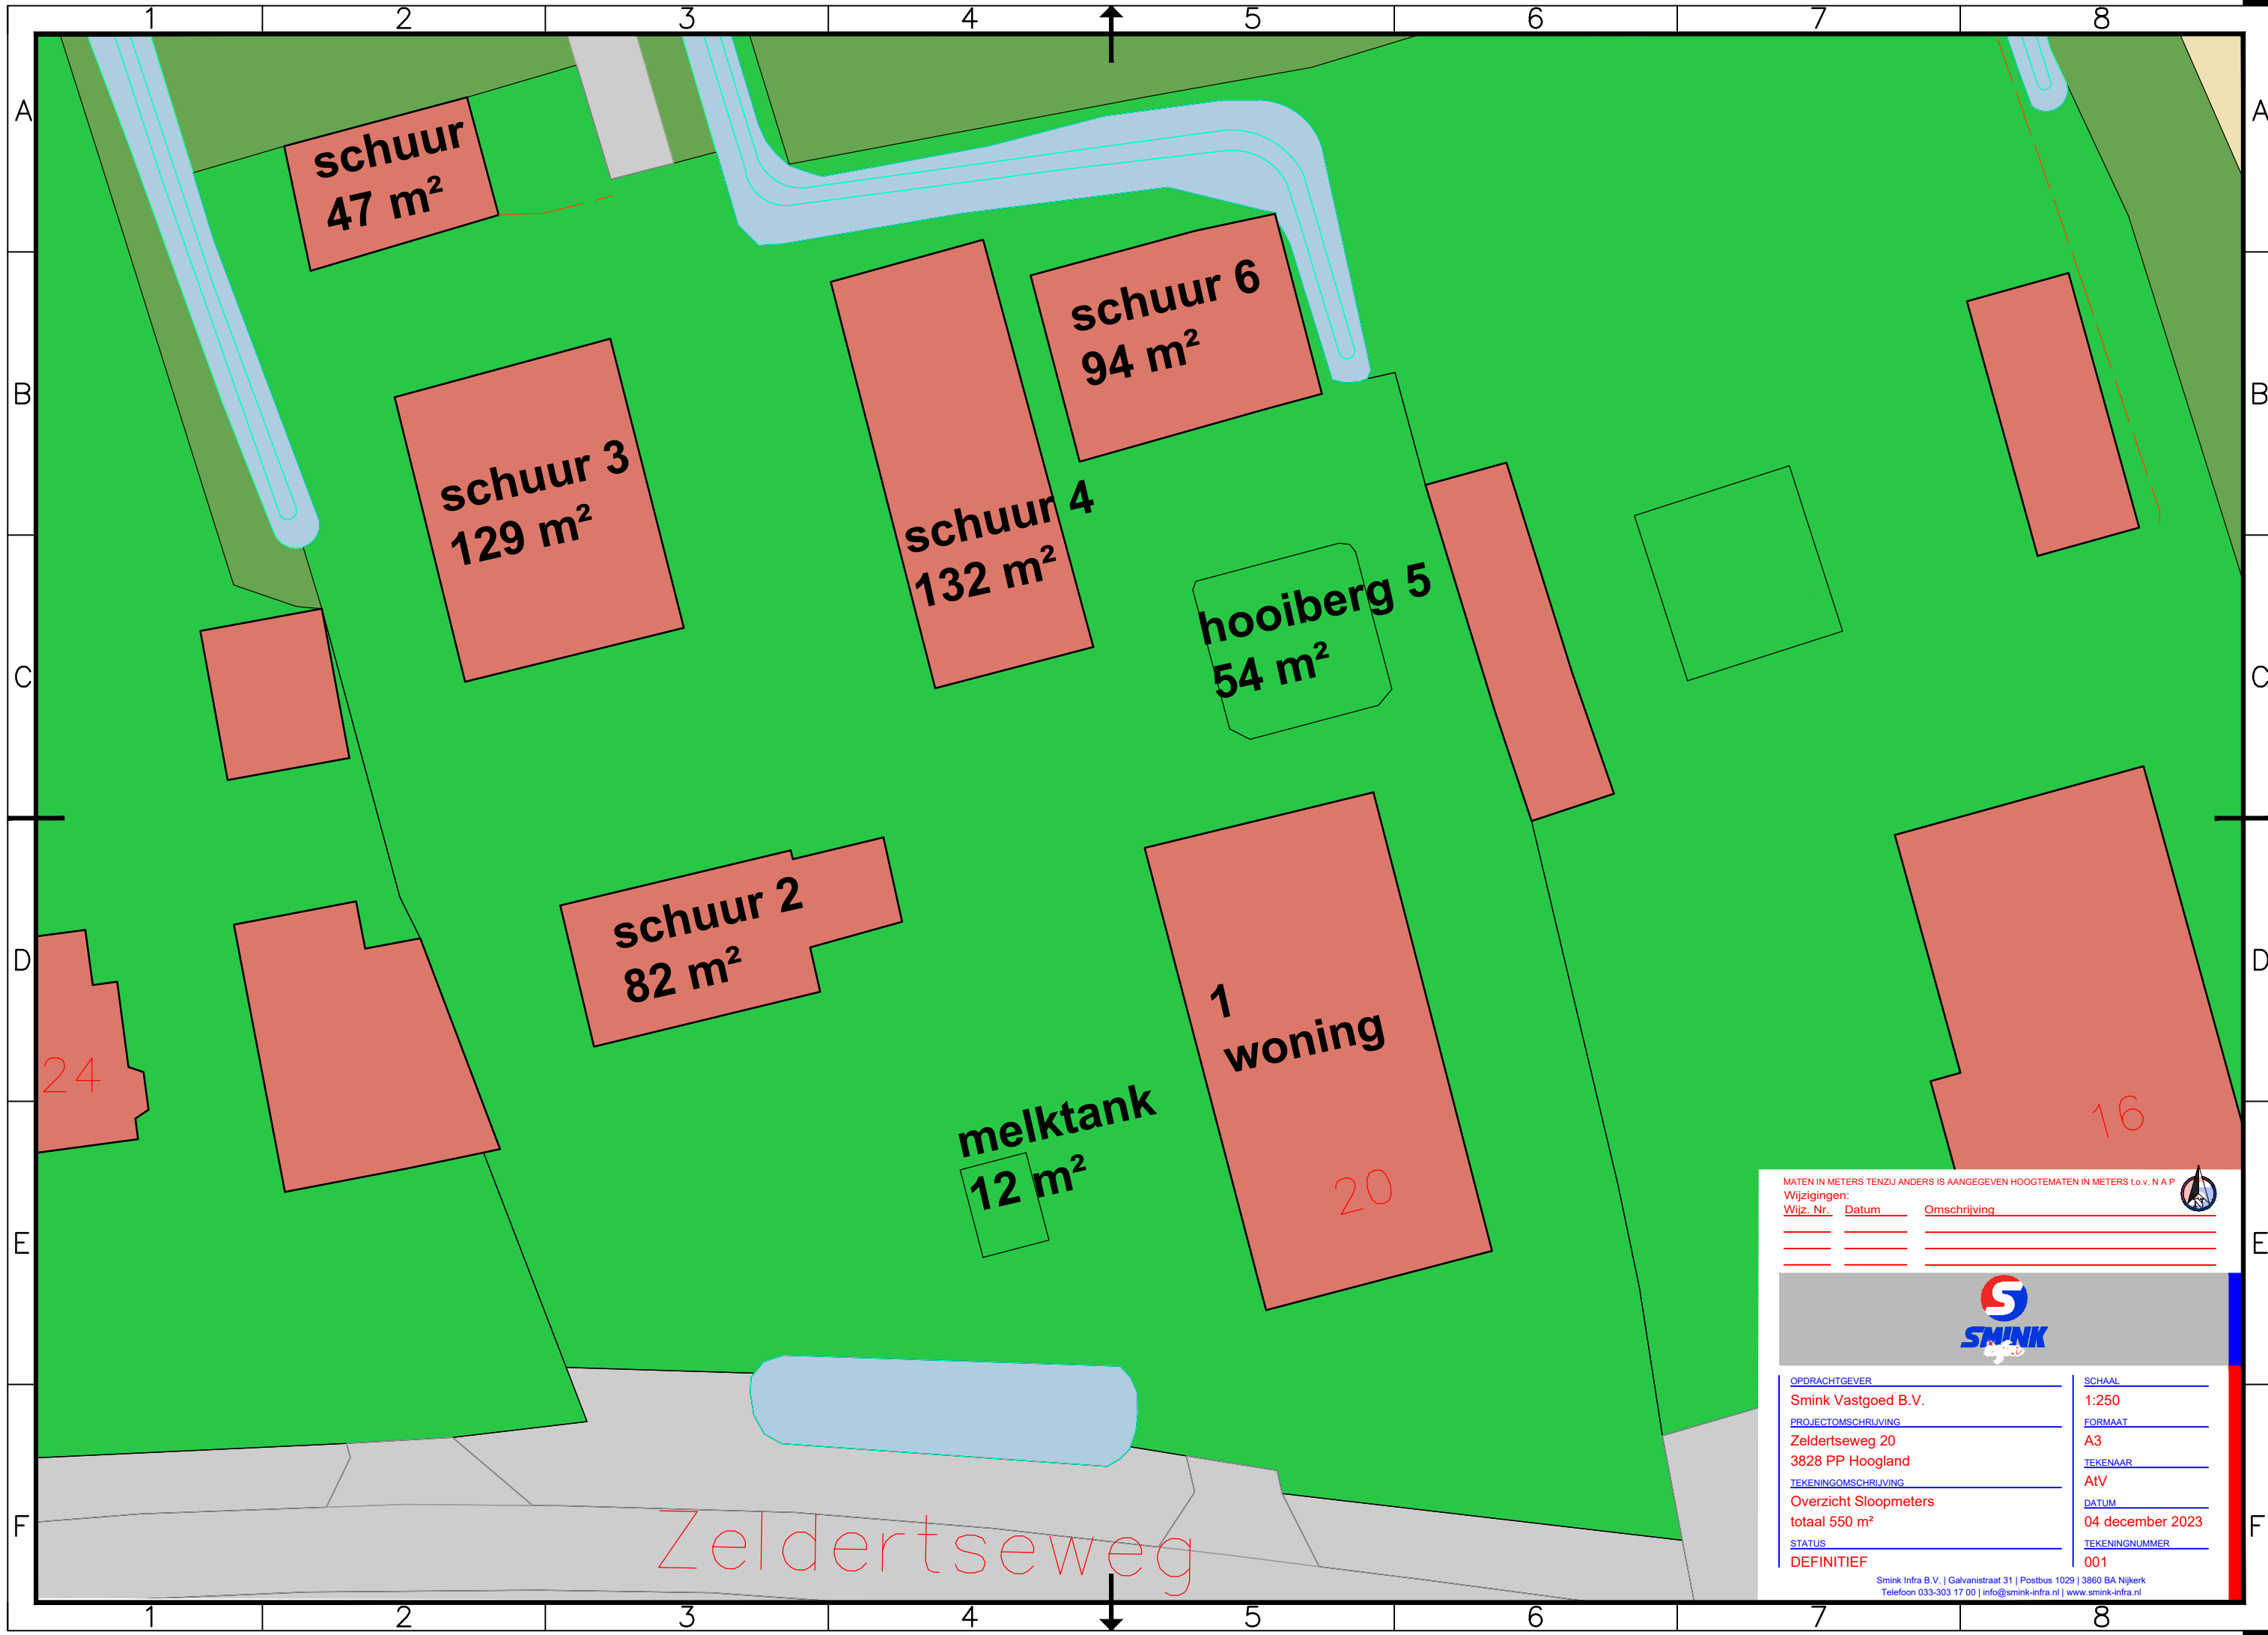 1 2 3 4 5 6 7 8
A A
B B
C C
D D
E E
F F
schuur
47 m²
schuur 6
94 m²
schuur 3
129 m²
schuur 4
132 m²
hooiberg 5
54 m²
schuur 2
82 m²
1
woning
melktank
12 m²
24
20
16
Zeldertseweg
MATEN IN METERS TENZIJ ANDERS IS AANGEGEVEN HOOGTEMATEN IN METERS t.o.v. N A P
Wijzigingen:
Wijz. Nr. Datum Omschrijving
SMINK
OPDRACHTGEVER
Smink Vastgoed B.V.
PROJECTOMSCHRIJVING
Zeldertseweg 20
3828 PP Hoogland
TEKENINGOMSCHRIJVING
Overzicht Sloopmeters
totaal 550 m²
STATUS
DEFINITIEF
SCHAAL
1:250
FORMAAT
A3
TEKENAAR
AtV
DATUM
04 december 2023
TEKENINGNUMMER
001
Smink Infra B.V. | Galvanistraat 31 | Postbus 1029 | 3860 BA Nijkerk
Telefoon 033-303 17 00 | info@smink-infra.nl | www.smink-infra.nl
1 2 3 4 5 6 7 8